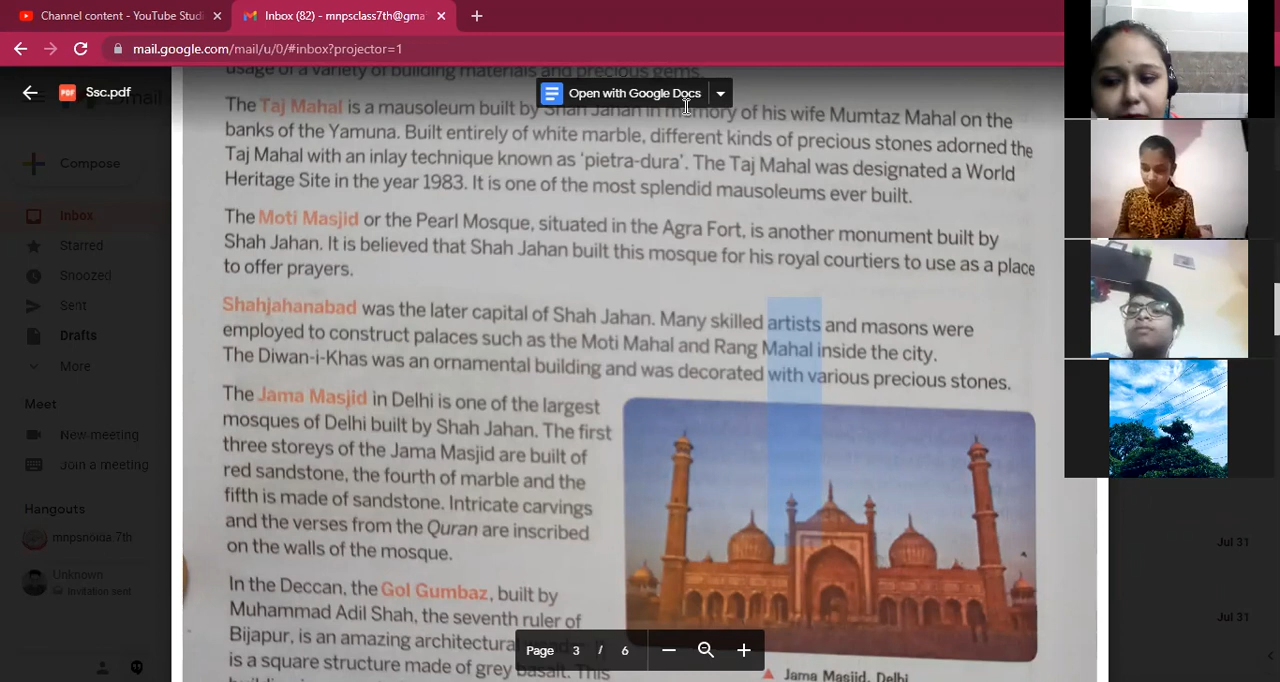 Channel content - YouTube Studi
Inbox (82) - mnpsclass7th@gma
mail.google.com/mail/u/0/#inbox?projector=1
Ssc.pdf
Open with Google Docs
Compose
Inbox
Starred
Snoozed
Sent
Drafts
More
Meet
New meeting
Join a meeting
Hangouts
mnpsnoida 7th
Unknown
Invitation sent
usage of a variety of building materials and precious gems.
The Taj Mahal is a mausoleum built by Shah Jahan in memory of his wife Mumtaz Mahal on the
banks of the Yamuna. Built entirely of white marble, different kinds of precious stones adorned the
Taj Mahal with an inlay technique known as 'pietra-dura'. The Taj Mahal was designated a World
Heritage Site in the year 1983. It is one of the most splendid mausoleums ever built.
The Moti Masjid or the Pearl Mosque, situated in the Agra Fort, is another monument built by
Shah Jahan. It is believed that Shah Jahan built this mosque for his royal courtiers to use as a place
to offer prayers.
Shahjahanabad was the later capital of Shah Jahan. Many skilled artists and masons were
employed to construct palaces such as the Moti Mahal and Rang Mahal inside the city.
The Diwan-i-Khas was an ornamental building and was decorated with various precious stones.
The Jama Masjid in Delhi is one of the largest
mosques of Delhi built by Shah Jahan. The first
three storeys of the Jama Masjid are built of
red sandstone, the fourth of marble and the
fifth is made of sandstone. Intricate carvings
and the verses from the Quran are inscribed
on the walls of the mosque.
In the Deccan, the Gol Gumbaz, built by
Muhammad Adil Shah, the seventh ruler of
Bijapur, is an amazing architectural
is a square structure made of grey basalt. This
Jama Masjid, Delhi
Page 3 / 6
Jul 31
Jul 31